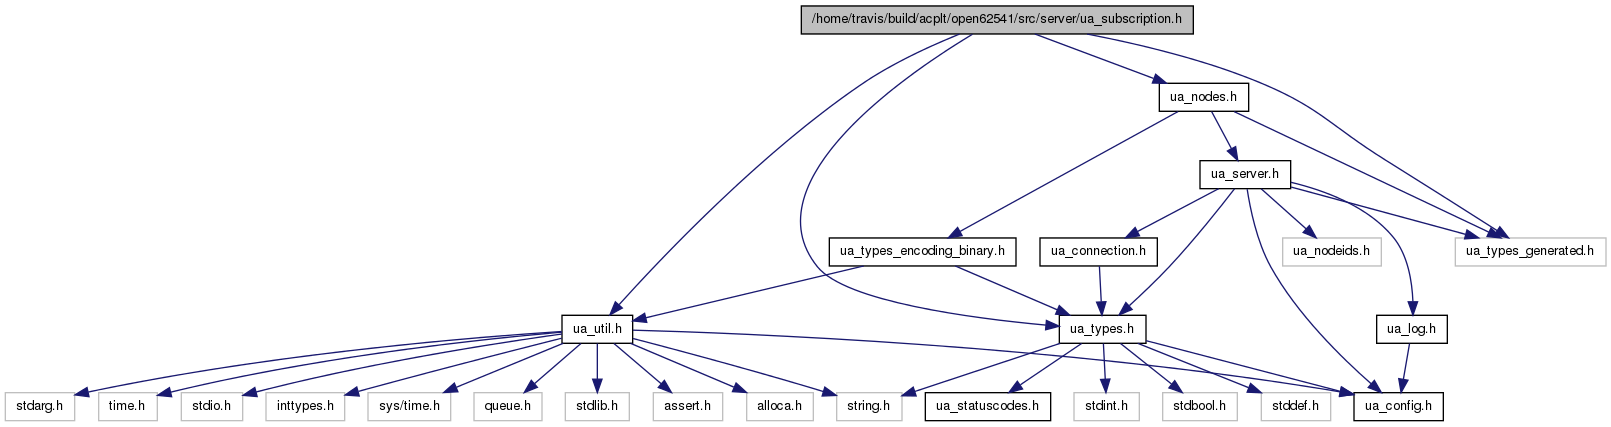 /home/travis/build/acplt/open62541/src/server/ua_subscription.h
ua_nodes.h
ua_server.h
ua_types_encoding_binary.h
ua_connection.h
ua_nodeids.h
ua_types_generated.h
ua_util.h
ua_types.h
ua_log.h
stdarg.h
time.h
stdio.h
inttypes.h
sys/time.h
queue.h
stdlib.h
assert.h
alloca.h
string.h
ua_statuscodes.h
stdint.h
stdbool.h
stddef.h
ua_config.h